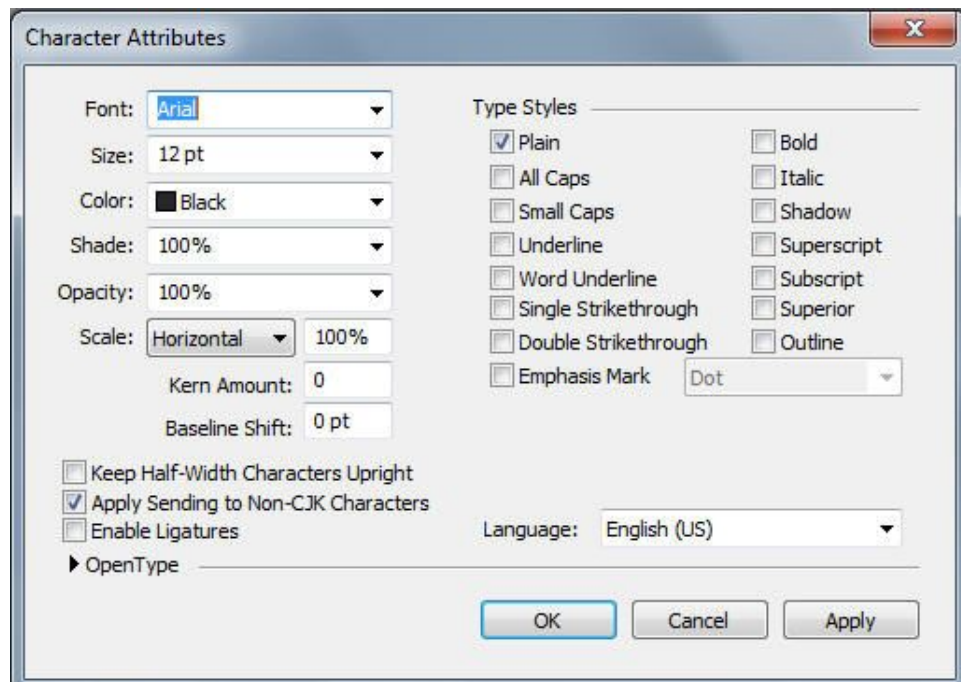 Character Attributes
Font: Arial
Size: 12 pt
Color: Black
Shade: 100%
Opacity: 100%
Scale: Horizontal 100%
Kern Amount: 0
Baseline Shift: 0 pt
Keep Half-Width Characters Upright
Apply Sending to Non-CJK Characters
Enable Ligatures
OpenType
Type Styles
Plain Bold
All Caps Italic
Small Caps Shadow
Underline Superscript
Word Underline Subscript
Single Strikethrough Superior
Double Strikethrough Outline
Emphasis Mark Dot
Language: English (US)
OK Cancel Apply